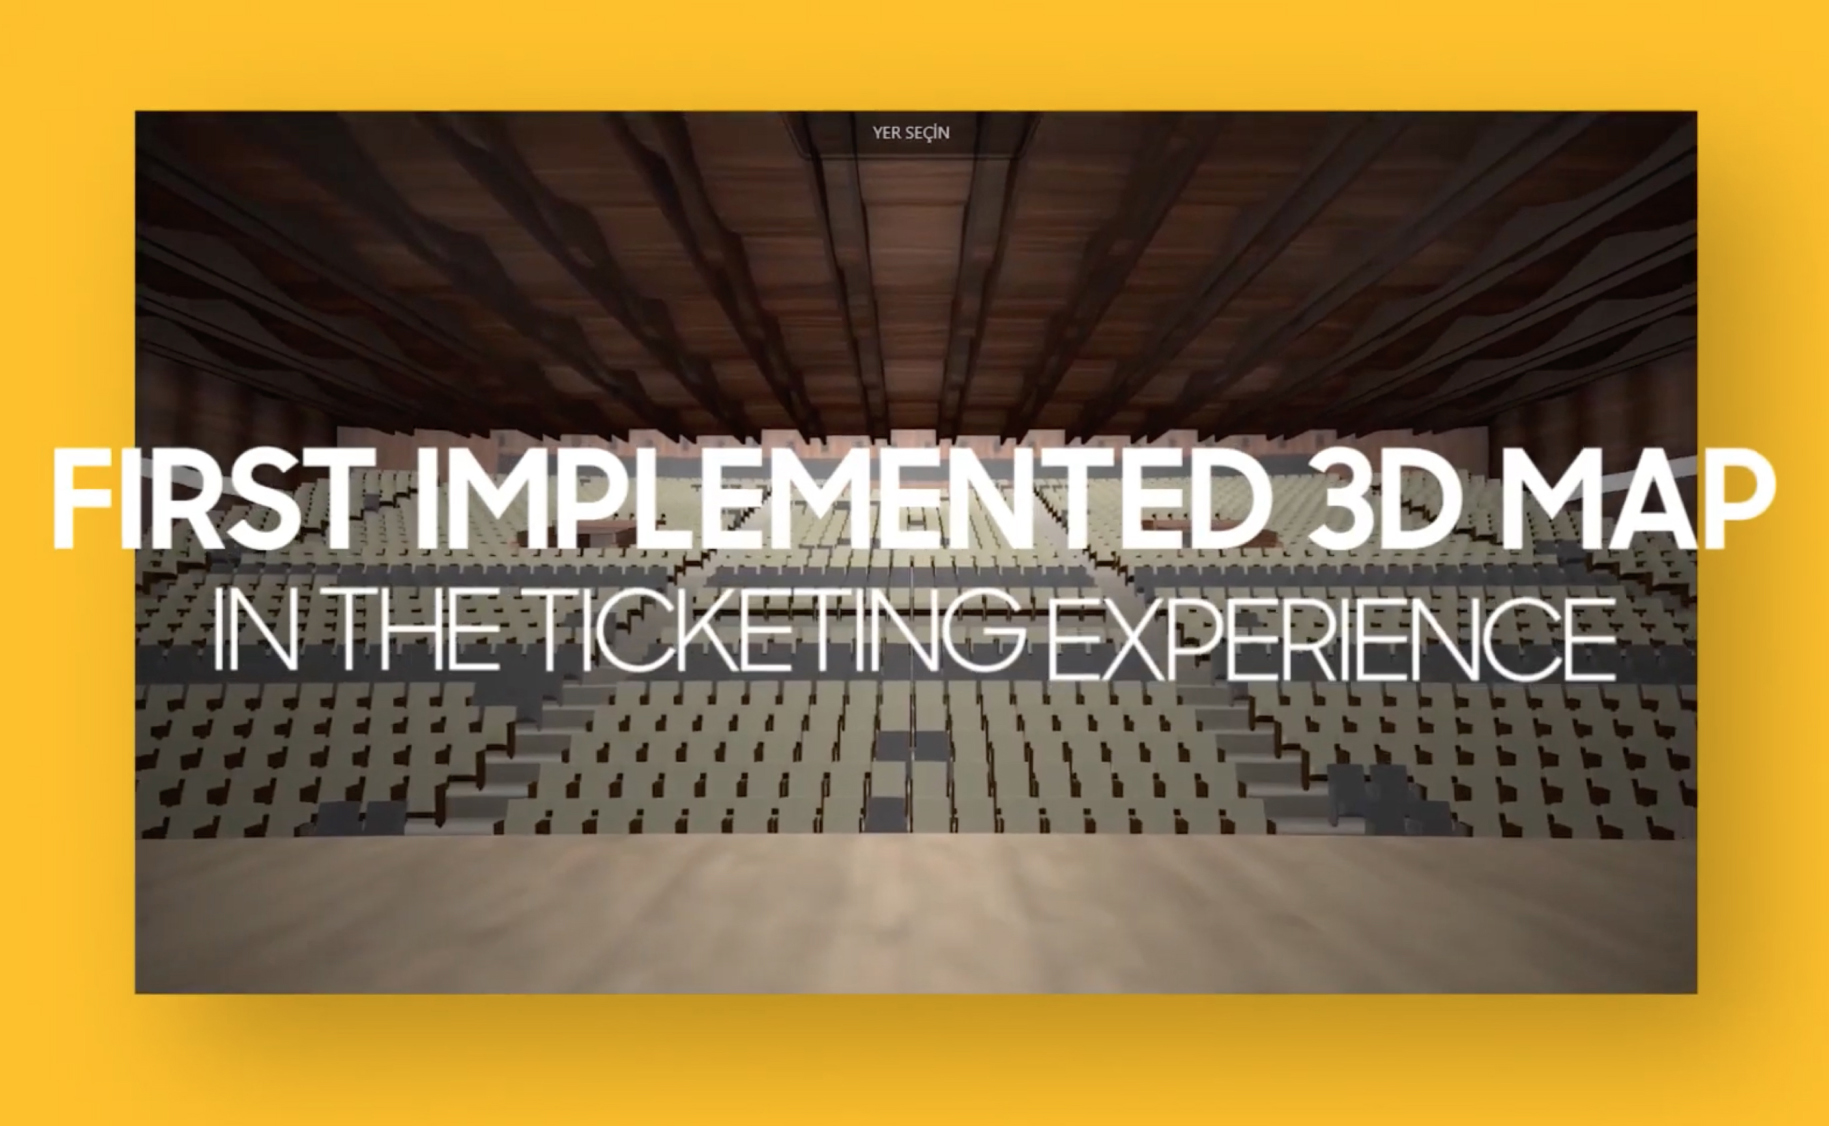 YER SEÇİN
FIRST IMPLEMENTED 3D MAP
IN THE TICKETING EXPERIENCE